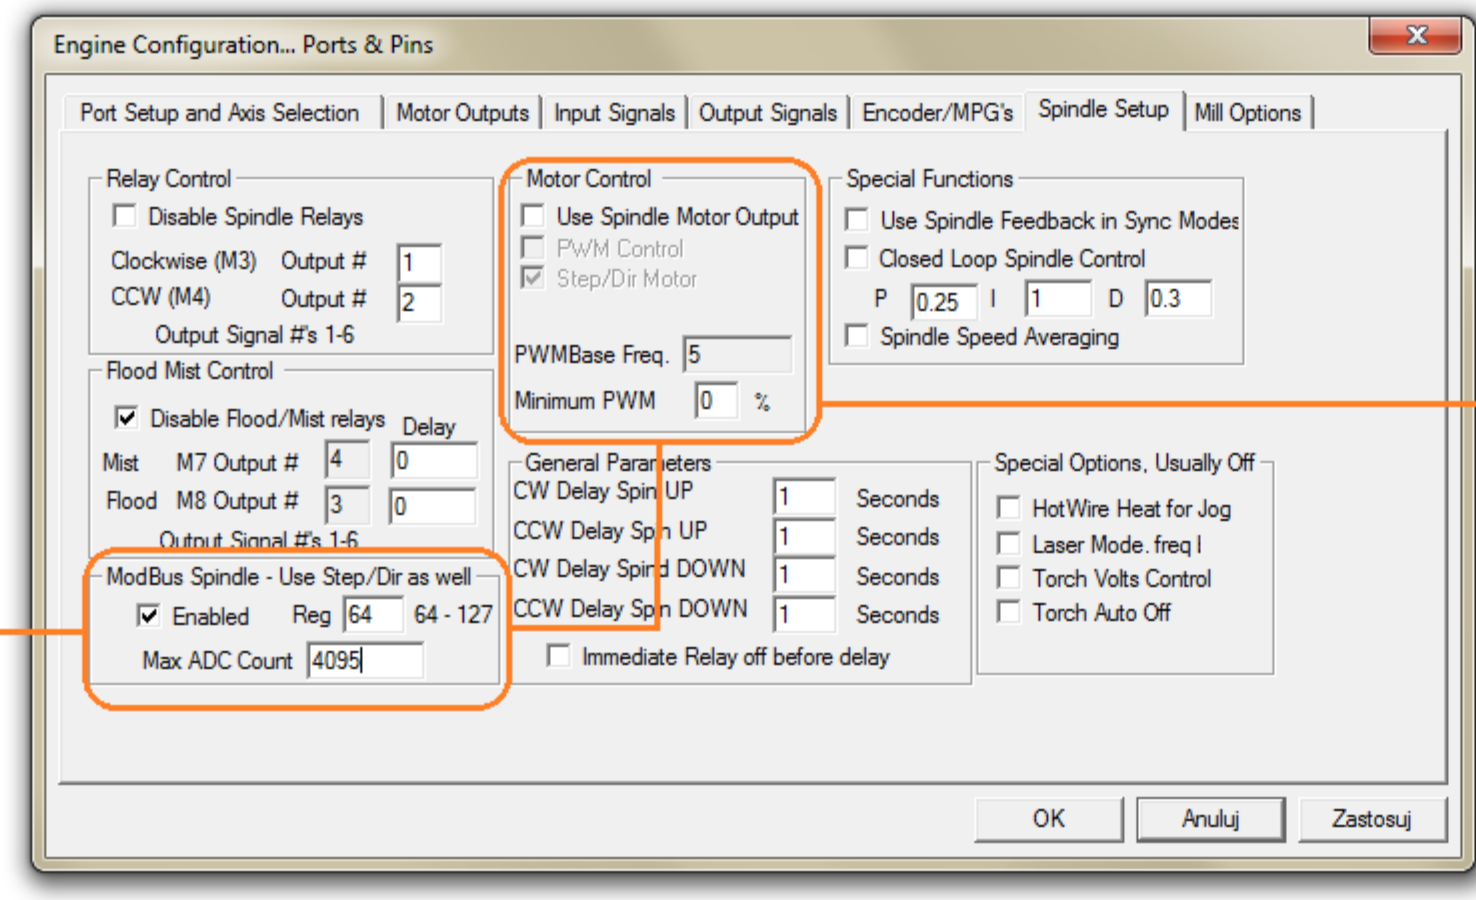 Engine Configuration... Ports & Pins
Port Setup and Axis Selection
Motor Outputs
Input Signals
Output Signals
Encoder/MPG's
Spindle Setup
Mill Options
Relay Control
Disable Spindle Relays
Clockwise (M3) Output # 1
CCW (M4) Output # 2
Output Signal #'s 1-6
Flood Mist Control
Disable Flood/Mist relays Delay
Mist M7 Output # 4 0
Flood M8 Output # 3 0
Output Signal #'s 1-6
ModBus Spindle - Use Step/Dir as well
Enabled Reg 64 64 - 127
Max ADC Count 4095
Motor Control
Use Spindle Motor Output
PWM Control
Step/Dir Motor
PWMBase Freq. 5
Minimum PWM 0 %
General Parameters
CW Delay Spin UP 1 Seconds
CCW Delay Spin UP 1 Seconds
CW Delay Spind DOWN 1 Seconds
CCW Delay Spin DOWN 1 Seconds
Immediate Relay off before delay
Special Functions
Use Spindle Feedback in Sync Modes
Closed Loop Spindle Control
P 0.25 I 1 D 0.3
Spindle Speed Averaging
Special Options, Usually Off
HotWire Heat for Jog
Laser Mode. freq
Torch Volts Control
Torch Auto Off
OK
Anuluj
Zastosuj